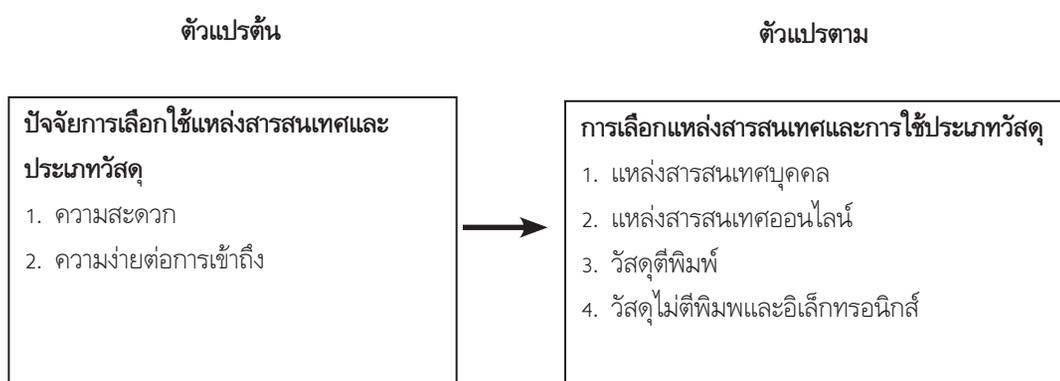 ตัวแปรต้น
ตัวแปรตาม
ปัจจัยการเลือกใช้แหล่งสารสนเทศและ
ประเภทวัสดุ
1. ความสะดวก
2. ความง่ายต่อการเข้าถึง
การเลือกแหล่งสารสนเทศและการใช้ประเภทวัสดุ
1. แหล่งสารสนเทศบุคคล
2. แหล่งสารสนเทศออนไลน์
3. วัสดุตีพิมพ์
4. วัสดุไม่ตีพิมพและอิเล็กทรอนิกส์